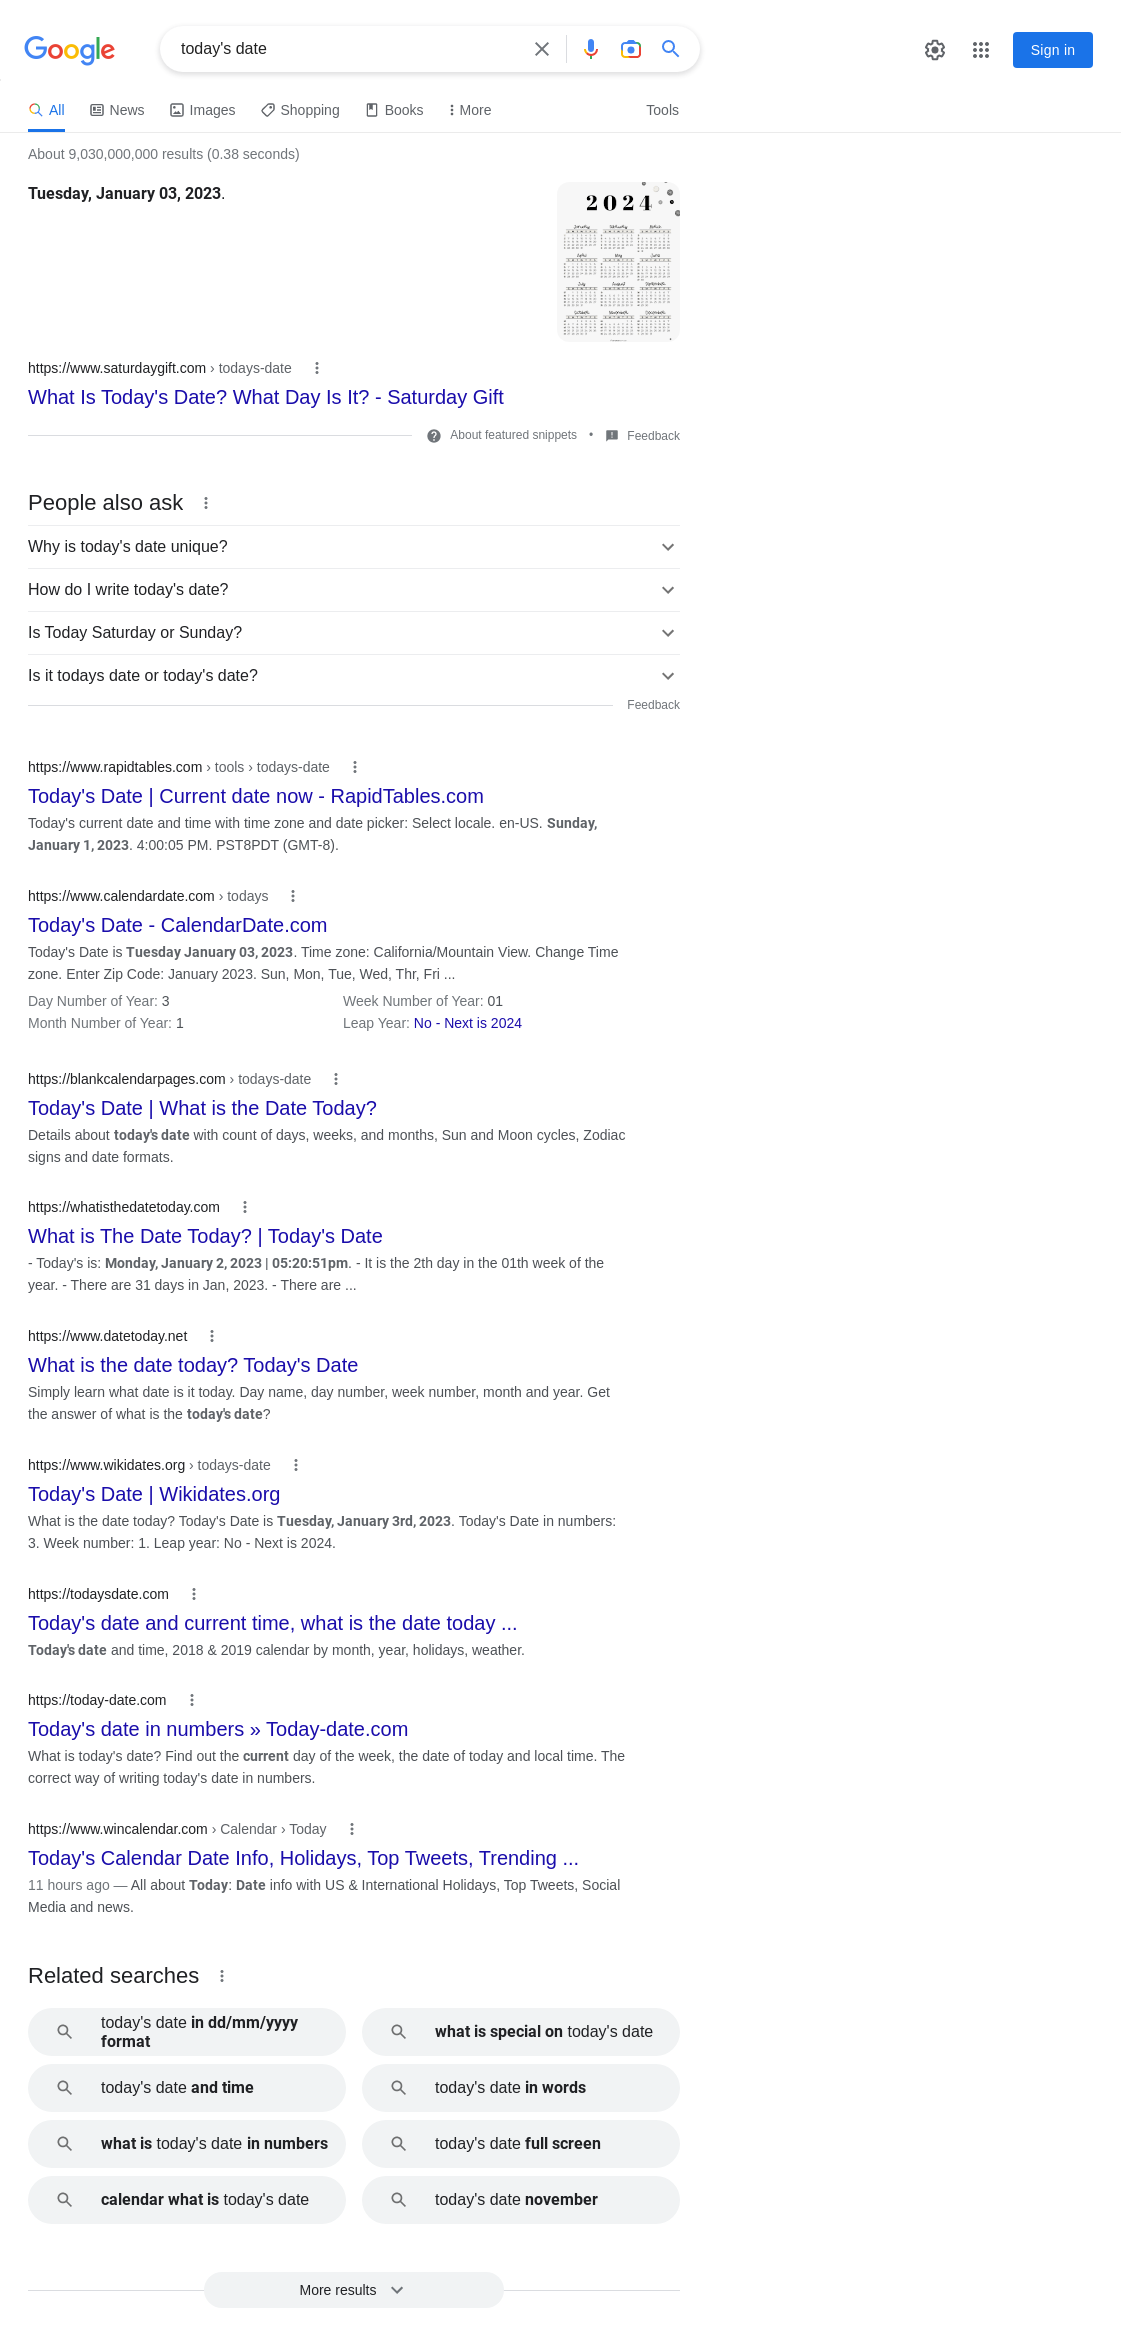 Google
today's date
Sign in
All
News
Images
Shopping
Books
More
Tools
About 9,030,000,000 results (0.38 seconds)
Tuesday, January 03, 2023.
2024
https://www.saturdaygift.com › todays-date
What Is Today's Date? What Day Is It? - Saturday Gift
About featured snippets • Feedback
People also ask
Why is today's date unique?
How do I write today's date?
Is Today Saturday or Sunday?
Is it todays date or today's date?
Feedback
https://www.rapidtables.com › tools › todays-date
Today's Date | Current date now - RapidTables.com
Today's current date and time with time zone and date picker: Select locale. en-US. Sunday,
January 1, 2023. 4:00:05 PM. PST8PDT (GMT-8).
https://www.calendardate.com › todays
Today's Date - CalendarDate.com
Today's Date is Tuesday January 03, 2023. Time zone: California/Mountain View. Change Time
zone. Enter Zip Code: January 2023. Sun, Mon, Tue, Wed, Thr, Fri ...
Day Number of Year: 3
Week Number of Year: 01
Month Number of Year: 1
Leap Year: No - Next is 2024
https://blankcalendarpages.com › todays-date
Today's Date | What is the Date Today?
Details about today's date with count of days, weeks, and months, Sun and Moon cycles, Zodiac
signs and date formats.
https://whatisthedatetoday.com
What is The Date Today? | Today's Date
- Today's is: Monday, January 2, 2023 | 05:20:51pm. - It is the 2th day in the 01th week of the
year. - There are 31 days in Jan, 2023. - There are ...
https://www.datetoday.net
What is the date today? Today's Date
Simply learn what date is it today. Day name, day number, week number, month and year. Get
the answer of what is the today's date?
https://www.wikidates.org › todays-date
Today's Date | Wikidates.org
What is the date today? Today's Date is Tuesday, January 3rd, 2023. Today's Date in numbers:
3. Week number: 1. Leap year: No - Next is 2024.
https://todaysdate.com
Today's date and current time, what is the date today ...
Today's date and time, 2018 & 2019 calendar by month, year, holidays, weather.
https://today-date.com
Today's date in numbers » Today-date.com
What is today's date? Find out the current day of the week, the date of today and local time. The
correct way of writing today's date in numbers.
https://www.wincalendar.com › Calendar › Today
Today's Calendar Date Info, Holidays, Top Tweets, Trending ...
11 hours ago — All about Today: Date info with US & International Holidays, Top Tweets, Social
Media and news.
Related searches
today's date in dd/mm/yyyy
format
what is special on today's date
today's date and time
today's date in words
what is today's date in numbers
today's date full screen
calendar what is today's date
today's date november
More results